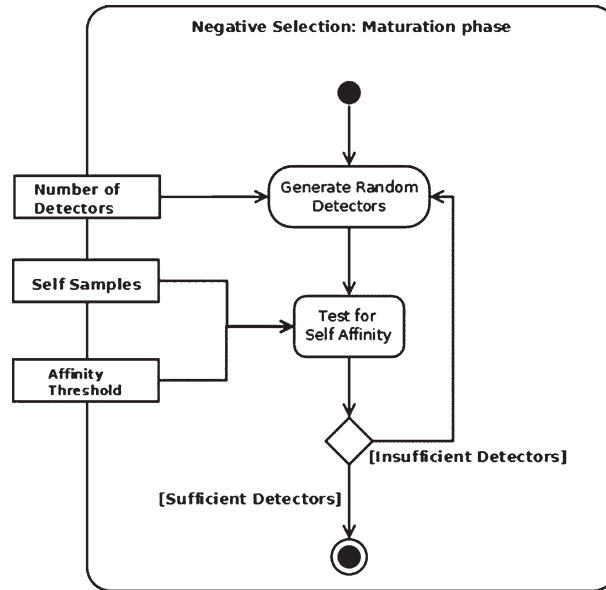 Negative Selection: Maturation phase
Number of
Detectors
Generate Random
Detectors
Self Samples
Test for
Self Affinity
Affinity
Threshold
[Insufficient Detectors]
[Sufficient Detectors]